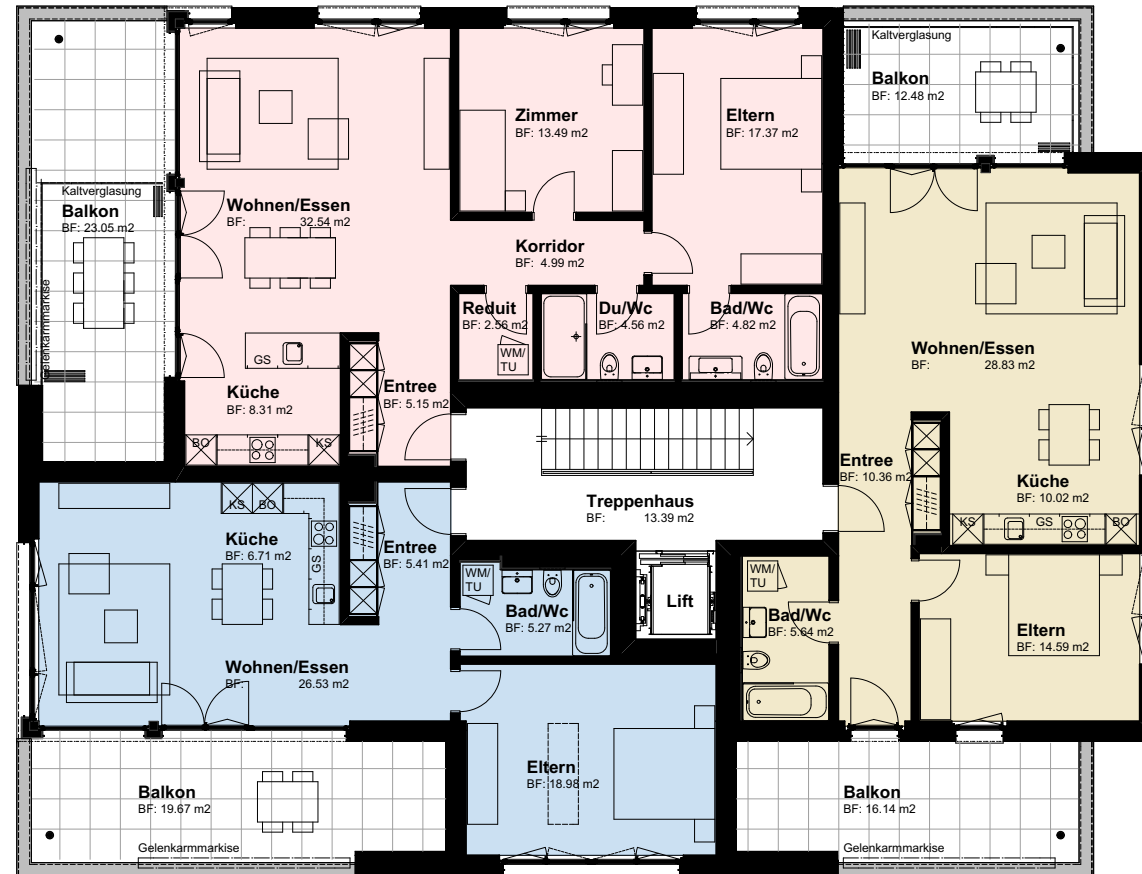 Kaltverglasung
Balkon
BF: 23.05 m2
Gelenkarmmarkise
Wohnen/Essen
BF: 32.54 m2
Zimmer
BF: 13.49 m2
Eltern
BF: 17.37 m2
Korridor
BF: 4.99 m2
Reduit
BF: 2.56 m2
WM/
TU
Du/Wc
BF: 4.56 m2
Bad/Wc
BF: 4.82 m2
GS
Küche
BF: 8.31 m2
BO
KS
Entree
BF: 5.15 m2
Kaltverglasung
Balkon
BF: 12.48 m2
Wohnen/Essen
BF: 28.83 m2
Küche
BF: 10.02 m2
KS
GS
BO
Entree
BF: 10.36 m2
Treppenhaus
BF: 13.39 m2
Lift
KS
BO
Küche
BF: 6.71 m2
GS
Entree
BF: 5.41 m2
WM/
TU
Bad/Wc
BF: 5.27 m2
Wohnen/Essen
BF: 26.53 m2
WM/
TU
Bad/Wc
BF: 5.64 m2
Eltern
BF: 14.59 m2
Balkon
BF: 19.67 m2
Gelenkarmmarkise
Eltern
BF: 18.98 m2
Balkon
BF: 16.14 m2
Gelenkarmmarkise